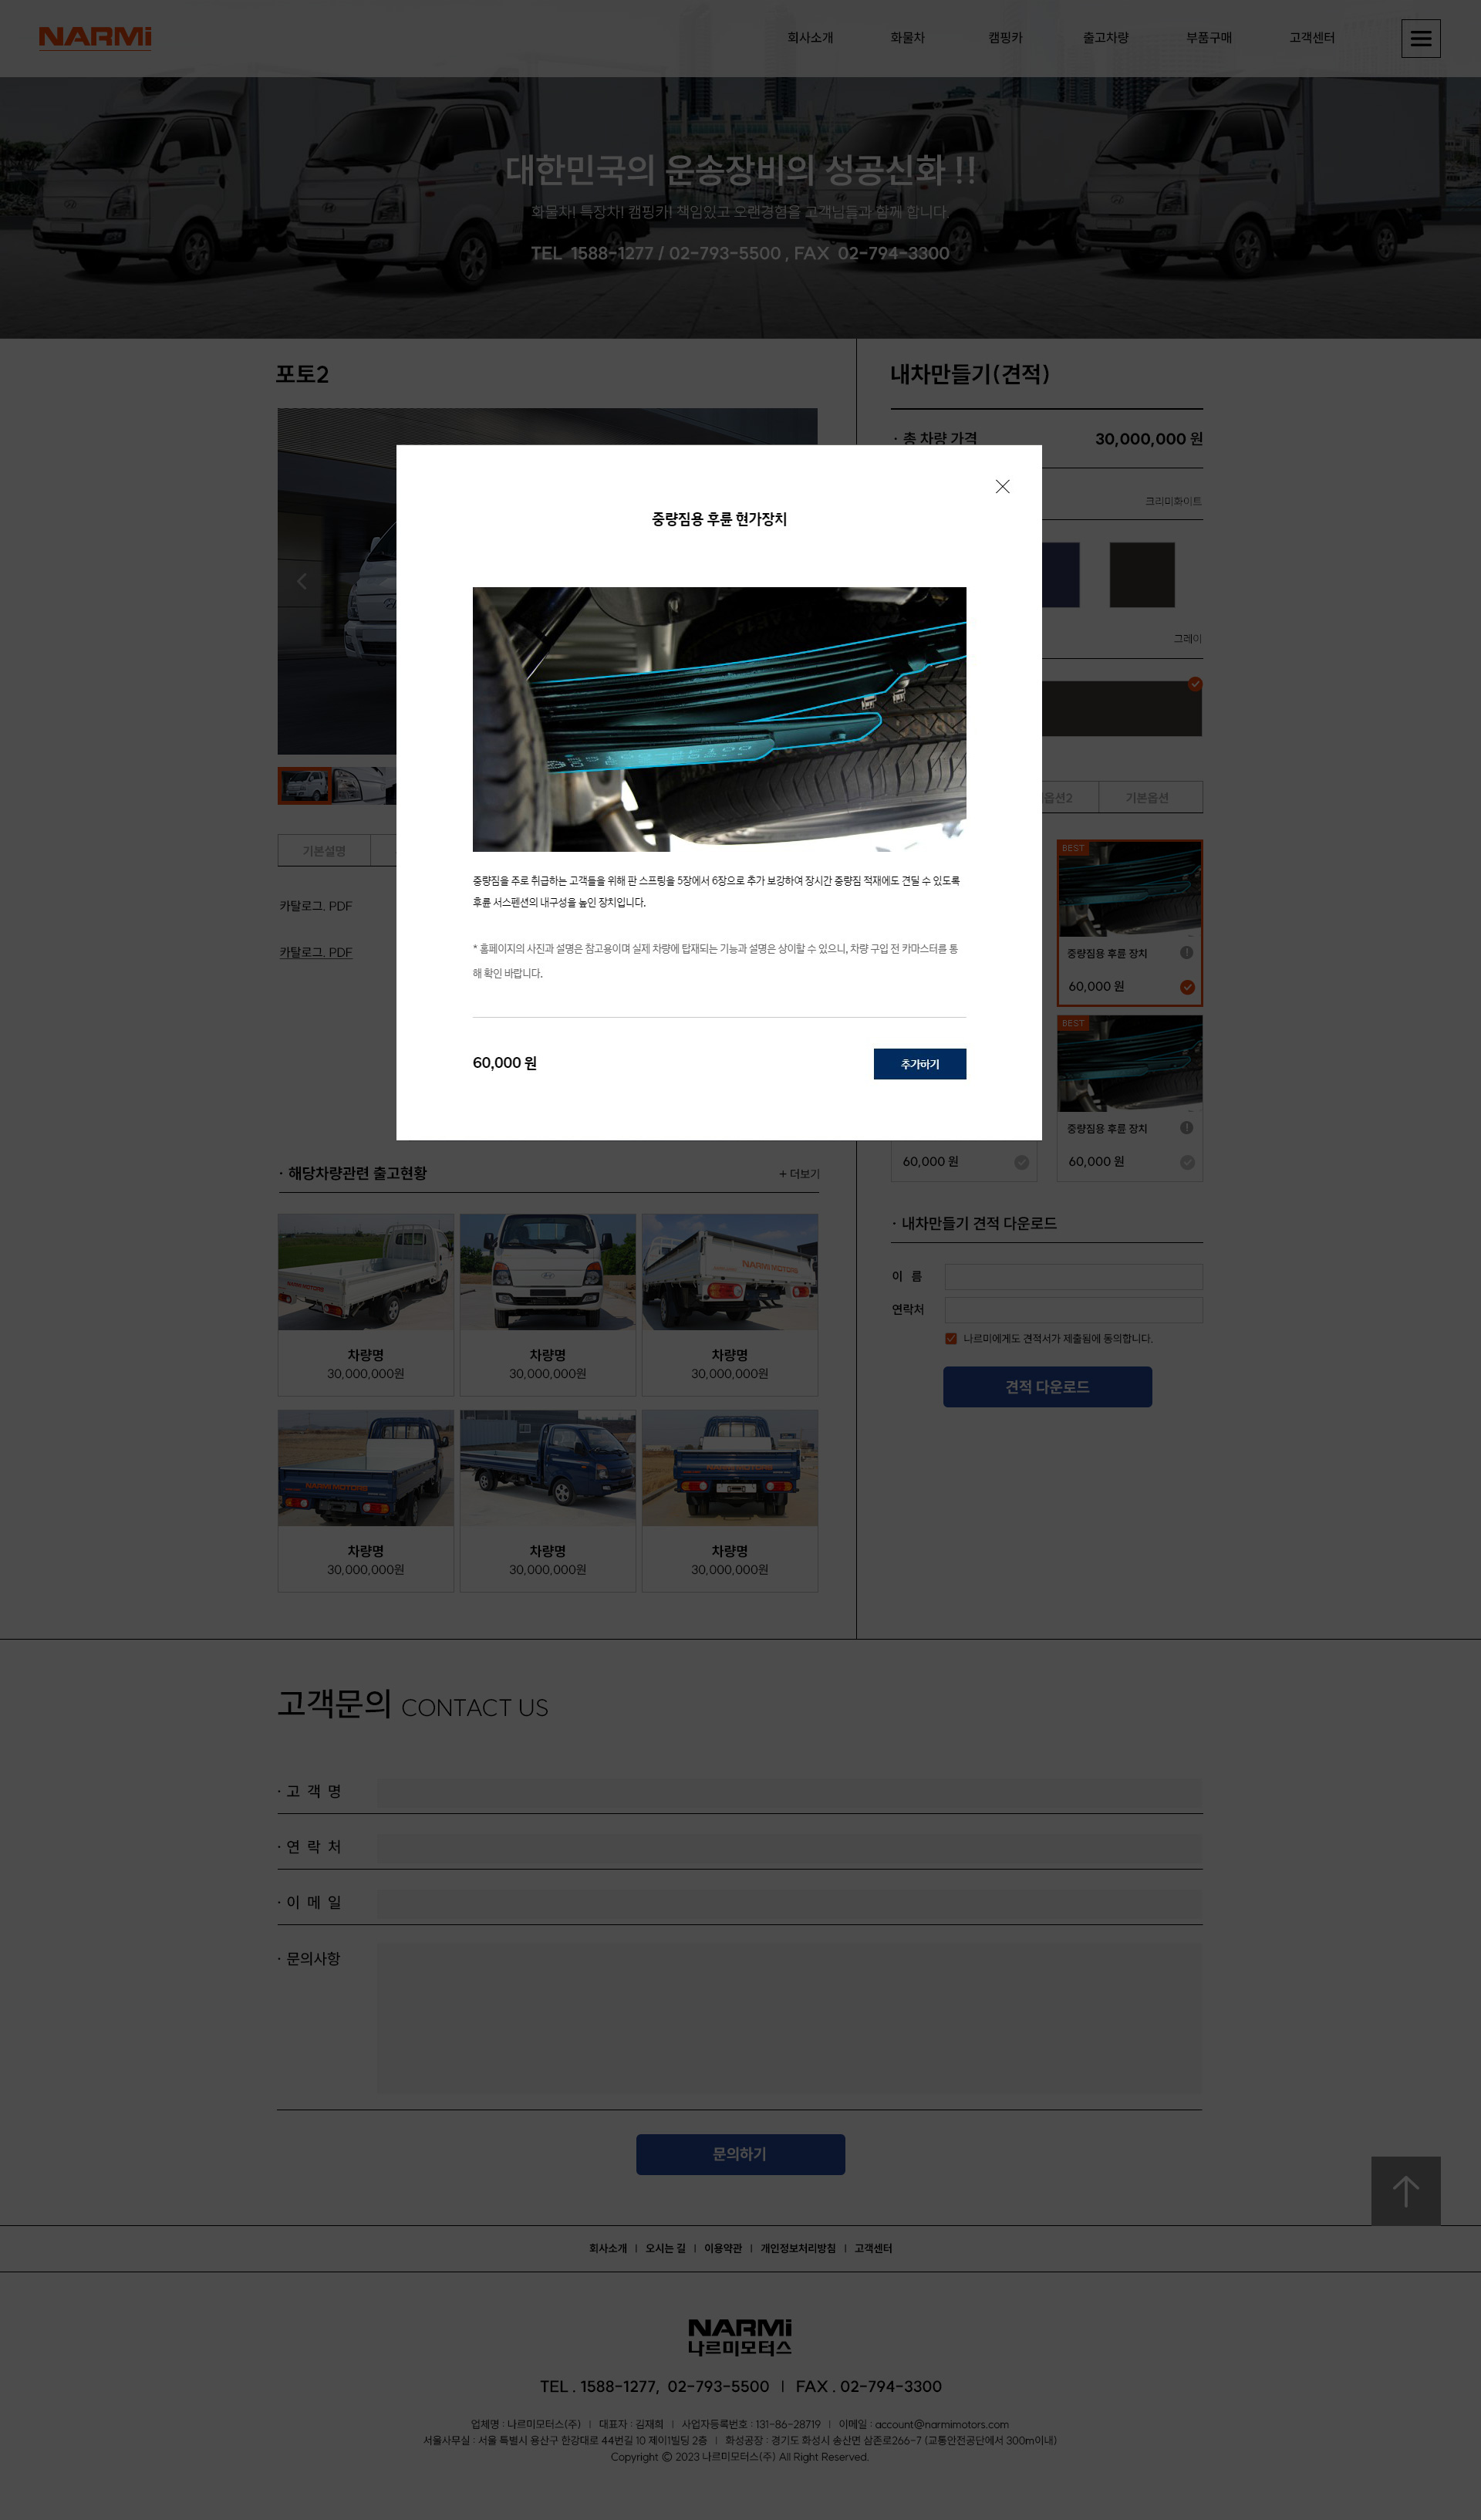 NARMi
회사소개 화물차 캠핑카 출고차량 부품구매 고객센터
대한민국의 운송장비의 성공신화 !!
화물차| 특장차| 캠핑카| 책임있고 오랜경험을 고객님들과 함께 합니다.
TEL 1588-1277 / 02-793-5500 , FAX 02-794-3300
포토2
내차만들기(견적)
· 총 차량 가격 30,000,000 원
크리미화이트
그레이
옵션2 기본옵션
기본설명
카탈로그. PDF
카탈로그. PDF
중량짐용 후륜 현가장치
중량짐을 주로 취급하는 고객들을 위해 판 스프링을 5장에서 6장으로 추가 보강하여 장시간 중량짐 적재에도 견딜 수 있도록
후륜 서스펜션의 내구성을 높인 장치입니다.
* 홈페이지의 사진과 설명은 참고용이며 실제 차량에 탑재되는 기능과 설명은 상이할 수 있으니, 차량 구입 전 카마스터를 통
해 확인 바랍니다.
60,000 원
추가하기
BEST
중량짐용 후륜 장치
60,000 원
BEST
중량짐용 후륜 장치
60,000 원 60,000 원
· 해당차량관련 출고현황 + 더보기
NARMI MOTORS
차량명 차량명 차량명
30,000,000원 30,000,000원 30,000,000원
NARMI MOTORS NARMI MOTORS
차량명 차량명 차량명
30,000,000원 30,000,000원 30,000,000원
· 내차만들기 견적 다운로드
이 름
연락처
나르미에게도 견적서가 제출됨에 동의합니다.
견적 다운로드
고객문의 CONTACT US
· 고 객 명
· 연 락 처
· 이 메 일
· 문의사항
문의하기
회사소개 | 오시는 길 | 이용약관 | 개인정보처리방침 | 고객센터
NARMi
나르미모터스
TEL . 1588-1277, 02-793-5500 | FAX . 02-794-3300
업체명 : 나르미모터스(주) | 대표자 : 김재희 | 사업자등록번호 : 131-86-28719 | 이메일 : account@narmimotors.com
서울사무실 : 서울 특별시 용산구 한강대로 44번길 10 제이1빌딩 2층 | 화성공장 : 경기도 화성시 송산면 삼존로266-7 (교통안전공단에서 300m이내)
Copyright © 2023 나르미모터스(주) All Right Reserved.